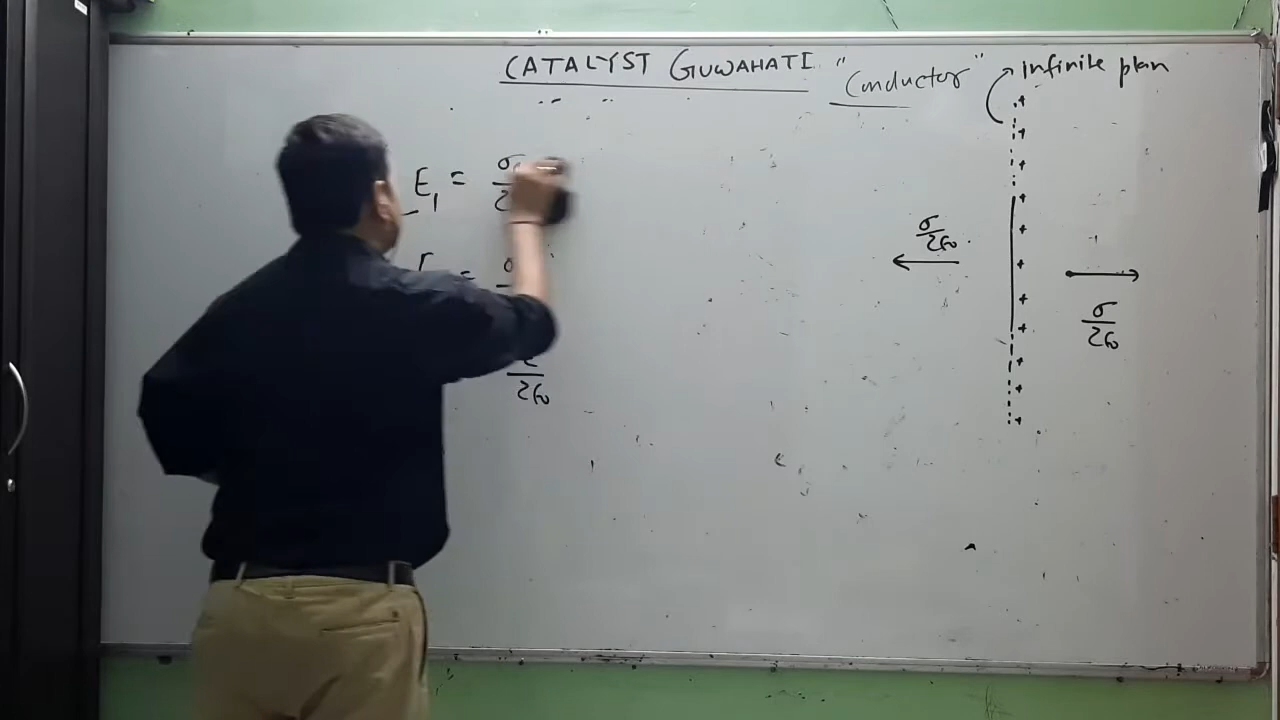 CATALYST GUWAHATI "Conductor"
infinite plan
E₁ = σ
=
2ε₀
σ/2ε₀
σ/2ε₀
+
+
+
+
+
+
+
+
+
+
+